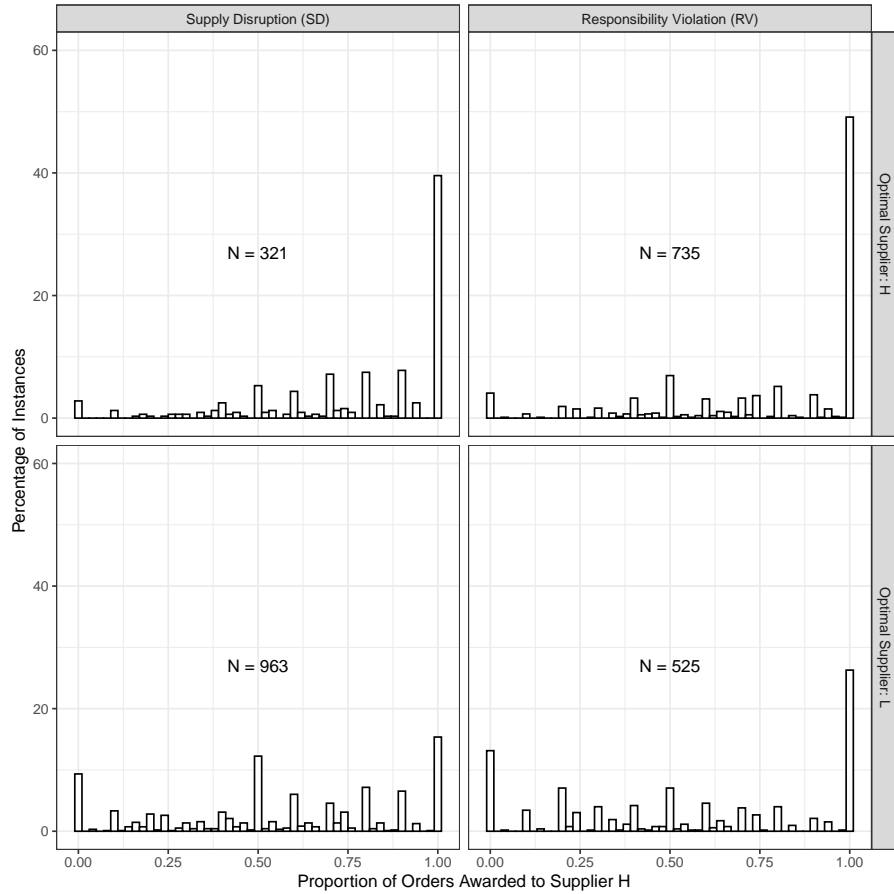 Supply Disruption (SD)
Responsibility Violation (RV)
60
40
20
0
N = 321
N = 735
Optimal Supplier: H
Percentage of Instances
60
40
20
0
N = 963
N = 525
Optimal Supplier: L
0.00 0.25 0.50 0.75 1.00
0.00 0.25 0.50 0.75 1.00
Proportion of Orders Awarded to Supplier H